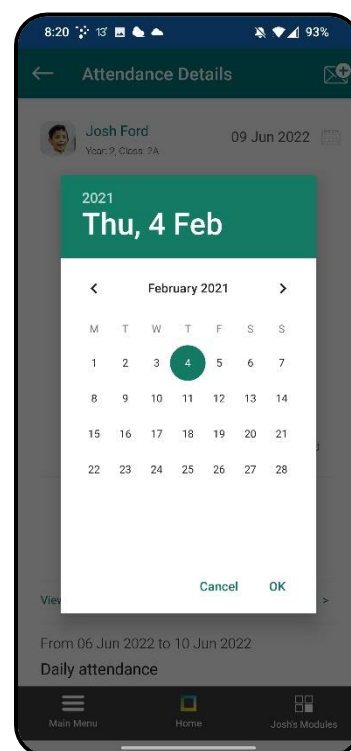 8:20 13° 93%
Attendance Details
Josh Ford
Year: 2, Class: 2A
09 Jun 2022
2021
Thu, 4 Feb
February 2021
M T W T F S S
1 2 3 4 5 6 7
8 9 10 11 12 13 14
15 16 17 18 19 20 21
22 23 24 25 26 27 28
Cancel OK
View >
From 06 Jun 2022 to 10 Jun 2022
Daily attendance
Main Menu Home Josh's Modules